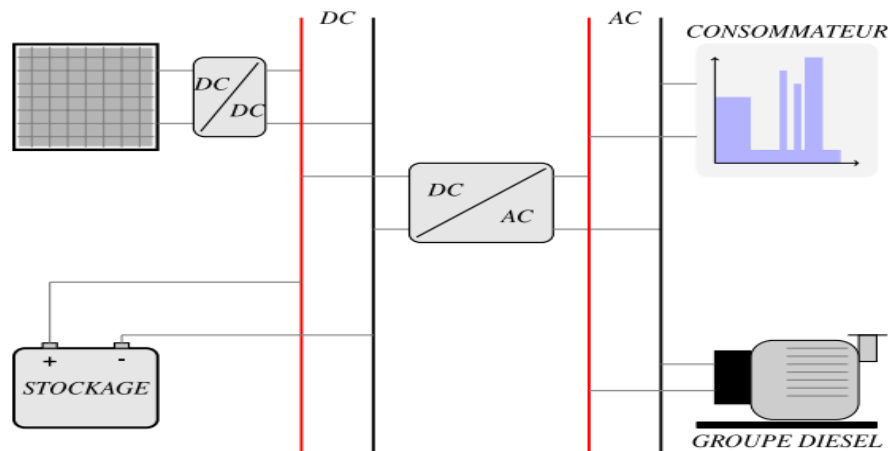 DC
AC
CONSOMMATEUR
DC
DC
DC
AC
+ -
STOCKAGE
GROUPE DIESEL